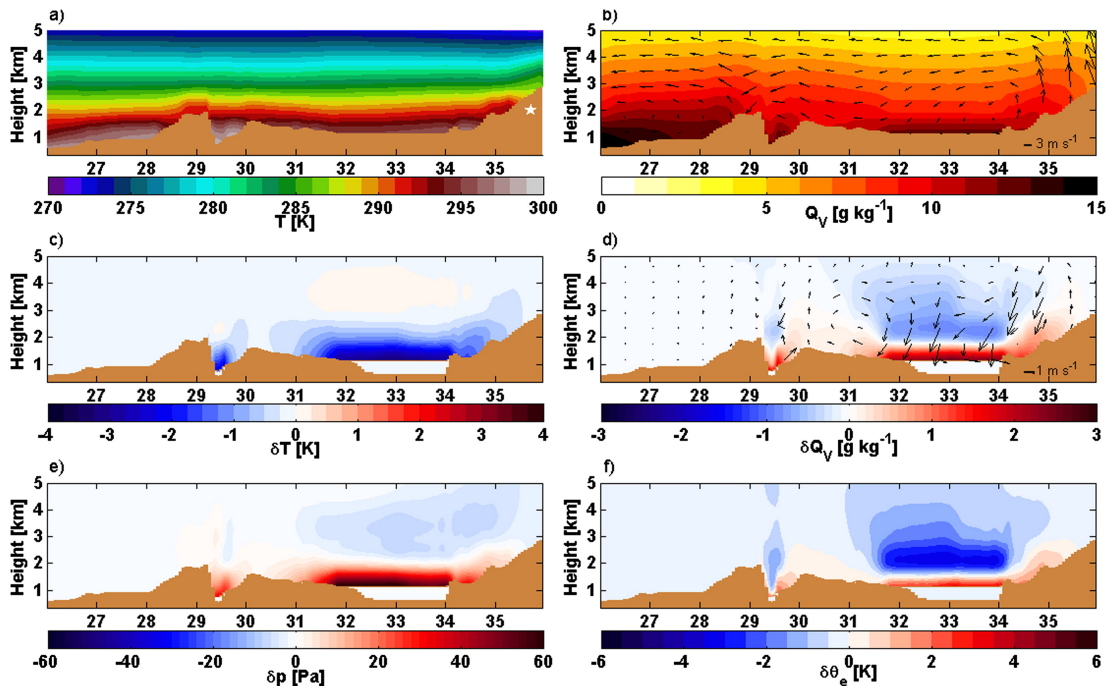 a)
b)
Height [km]
5
4
3
2
1
27 28 29 30 31 32 33 34 35
Height [km]
5
4
3
2
1
3 m s⁻¹
27 28 29 30 31 32 33 34 35
270 275 280 285 290 295 300
T [K]
0 5 10 15
Q_V [g kg⁻¹]
c)
d)
Height [km]
5
4
3
2
1
27 28 29 30 31 32 33 34 35
Height [km]
5
4
3
2
1
1 m s⁻¹
27 28 29 30 31 32 33 34 35
-4 -3 -2 -1 0 1 2 3 4
δT [K]
-3 -2 -1 0 1 2 3
δQ_V [g kg⁻¹]
e)
f)
Height [km]
5
4
3
2
1
27 28 29 30 31 32 33 34 35
Height [km]
5
4
3
2
1
27 28 29 30 31 32 33 34 35
-60 -40 -20 0 20 40 60
δp [Pa]
-6 -4 -2 0 2 4 6
δθ_e [K]